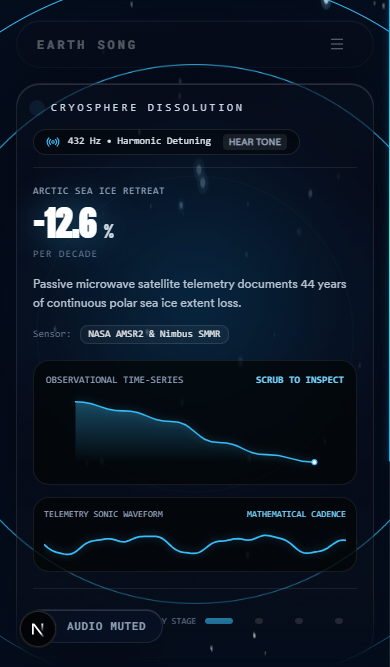 EARTH SONG
CRYOSPHERE DISSOLUTION
432 Hz • Harmonic Detuning HEAR TONE
ARCTIC SEA ICE RETREAT
-12.6 %
PER DECADE
Passive microwave satellite telemetry documents 44 years
of continuous polar sea ice extent loss.
Sensor: NASA AMSR2 & Nimbus SMMR
OBSERVATIONAL TIME-SERIES SCRUB TO INSPECT
TELEMETRY SONIC WAVEFORM MATHEMATICAL CADENCE
N AUDIO MUTED Y STAGE